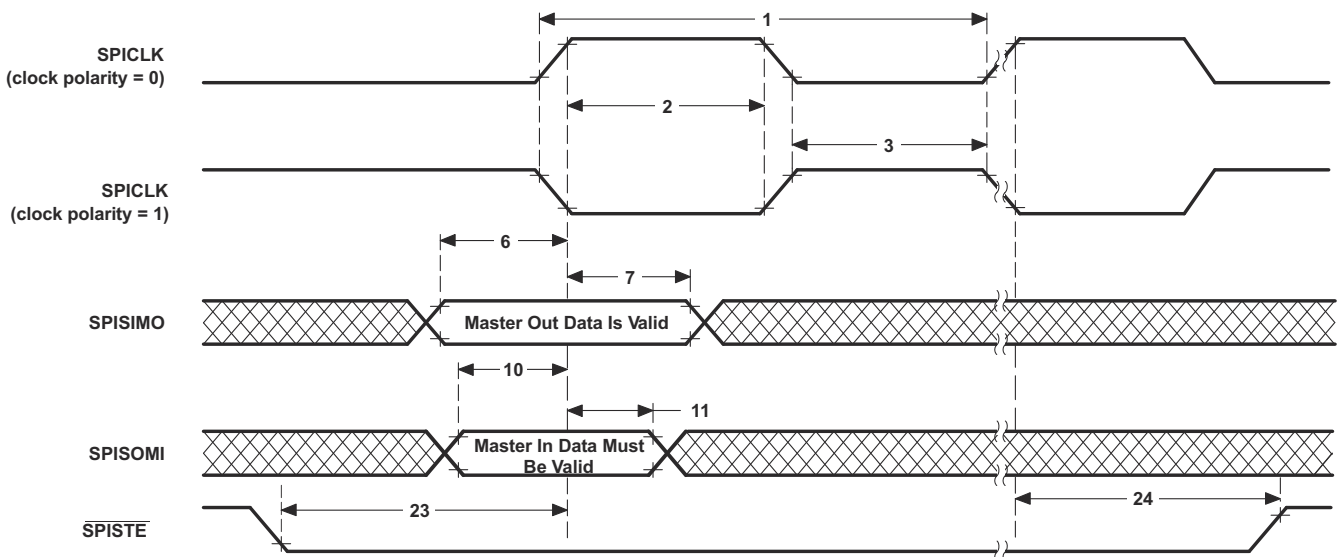 1
SPICLK
(clock polarity = 0)
2
3
SPICLK
(clock polarity = 1)
6
7
SPISIMO
Master Out Data Is Valid
10
11
SPISOMI
Master In Data Must
Be Valid
23
24
SPISTE